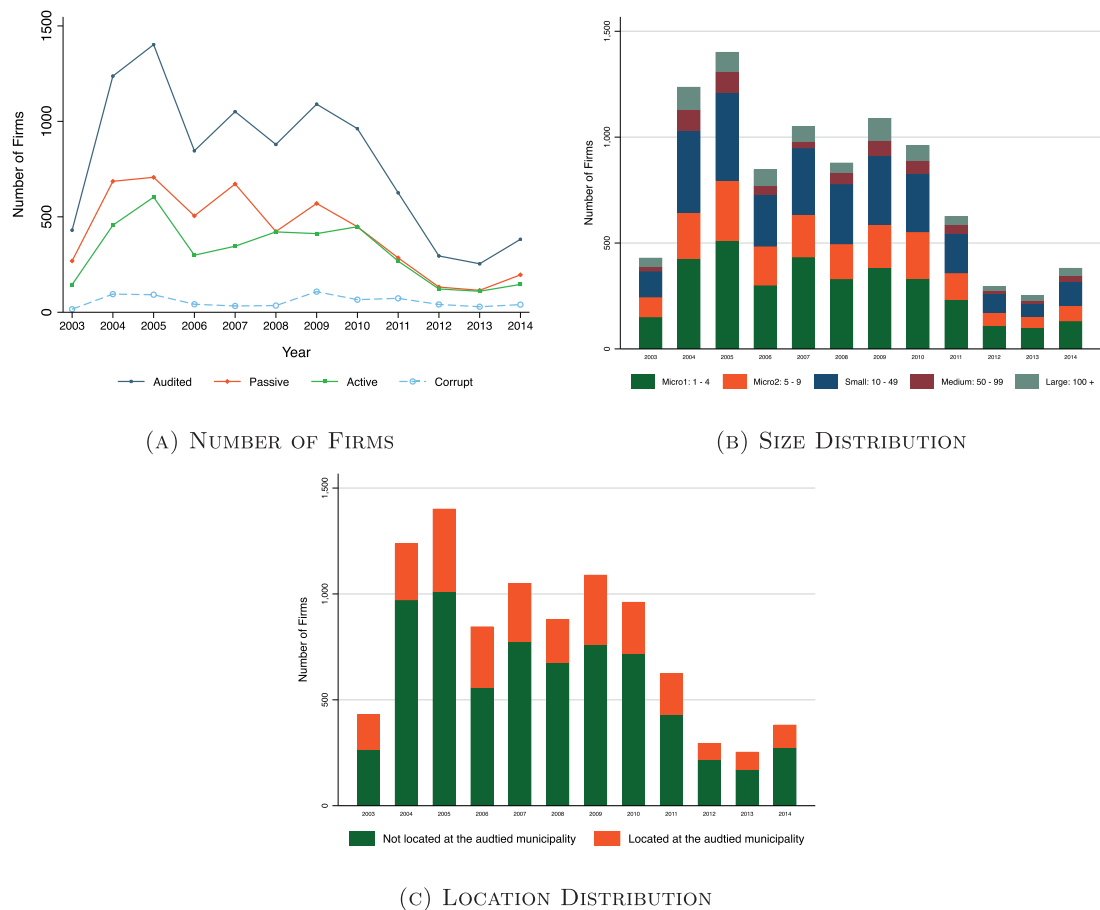 1500
1000
500
0
Number of Firms
2003 2004 2005 2006 2007 2008 2009 2010 2011 2012 2013 2014
Year
Audited Passive Active Corrupt
(A) Number of Firms
1,500
1,000
500
0
Number of Firms
2003 2004 2005 2006 2007 2008 2009 2010 2011 2012 2013 2014
Micro1: 1 - 4 Micro2: 5 - 9 Small: 10 - 49 Medium: 50 - 99 Large: 100 +
(B) Size Distribution
1,500
1,000
500
0
Number of Firms
2003 2004 2005 2006 2007 2008 2009 2010 2011 2012 2013 2014
Not located at the audtied municipality Located at the audtied municipality
(C) Location Distribution